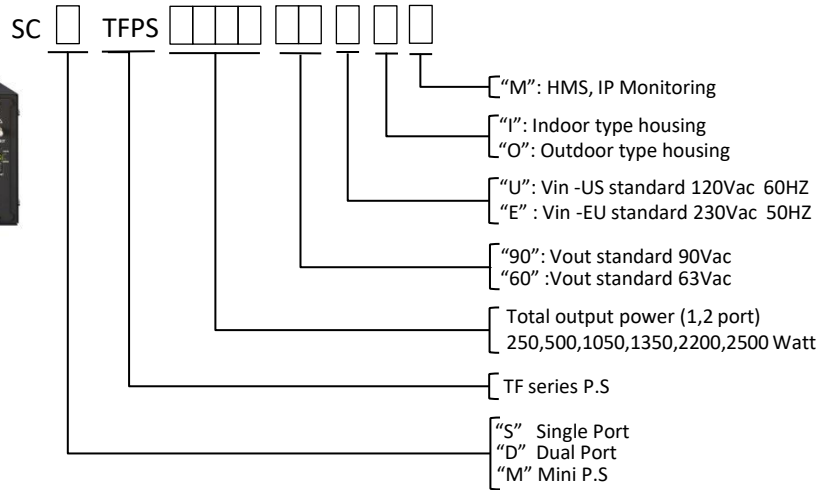 SC TFPS
“M”: HMS, IP Monitoring
“I”: Indoor type housing
“O”: Outdoor type housing
“U”: Vin -US standard 120Vac 60HZ
“E” : Vin -EU standard 230Vac 50HZ
“90”: Vout standard 90Vac
“60” :Vout standard 63Vac
Total output power (1,2 port)
250,500,1050,1350,2200,2500 Watt
TF series P.S
“S” Single Port
“D” Dual Port
“M” Mini P.S